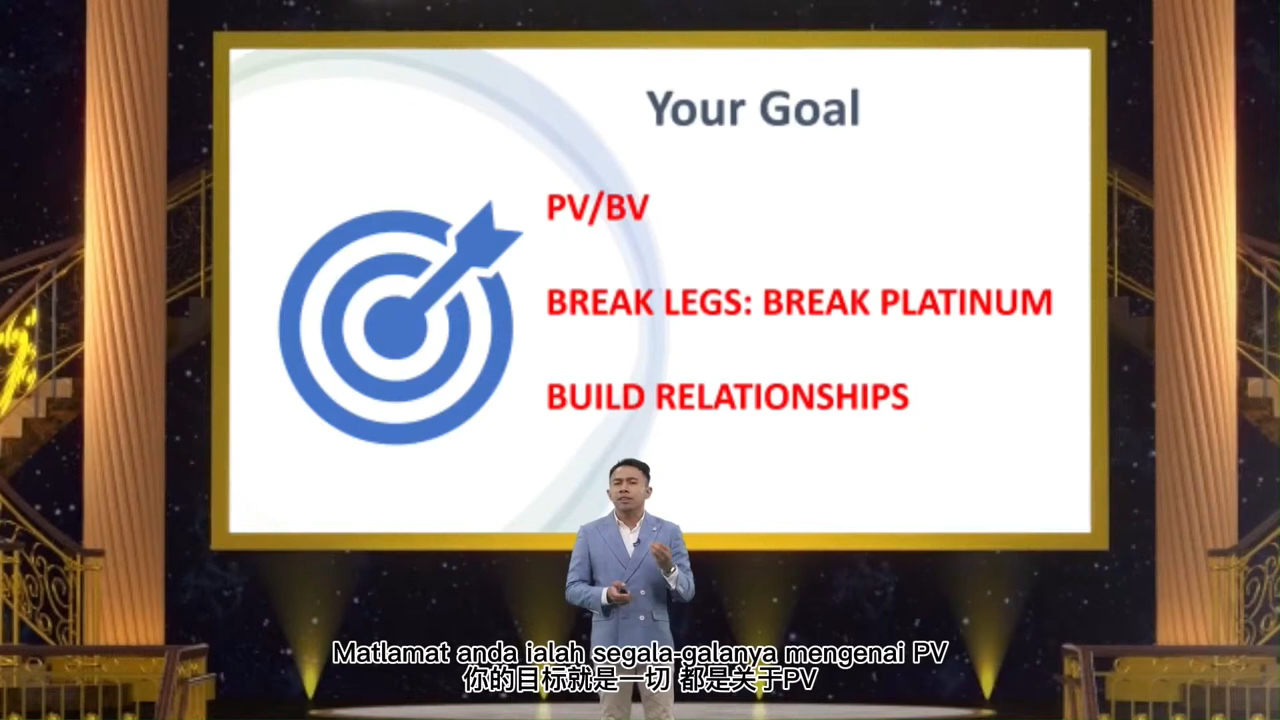 Your Goal
PV/BV
BREAK LEGS: BREAK PLATINUM
BUILD RELATIONSHIPS
Matlamat anda ialah segala-galanya mengenai PV
你的目标就是一切 都是关于PV